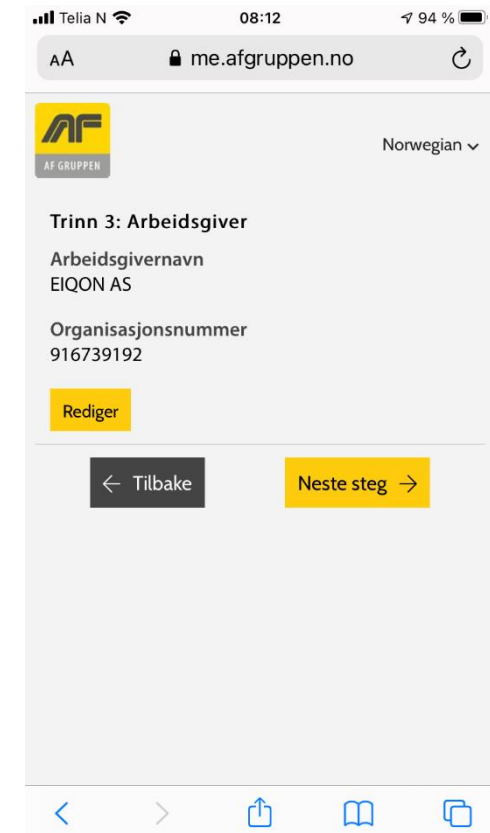 Telia N 08:12 94 %
AA me.afgruppen.no
AF
AF GRUPPEN
Norwegian
Trinn 3: Arbeidsgiver
Arbeidsgivernavn
EIQON AS
Organisasjonsnummer
916739192
Rediger
← Tilbake Neste steg →